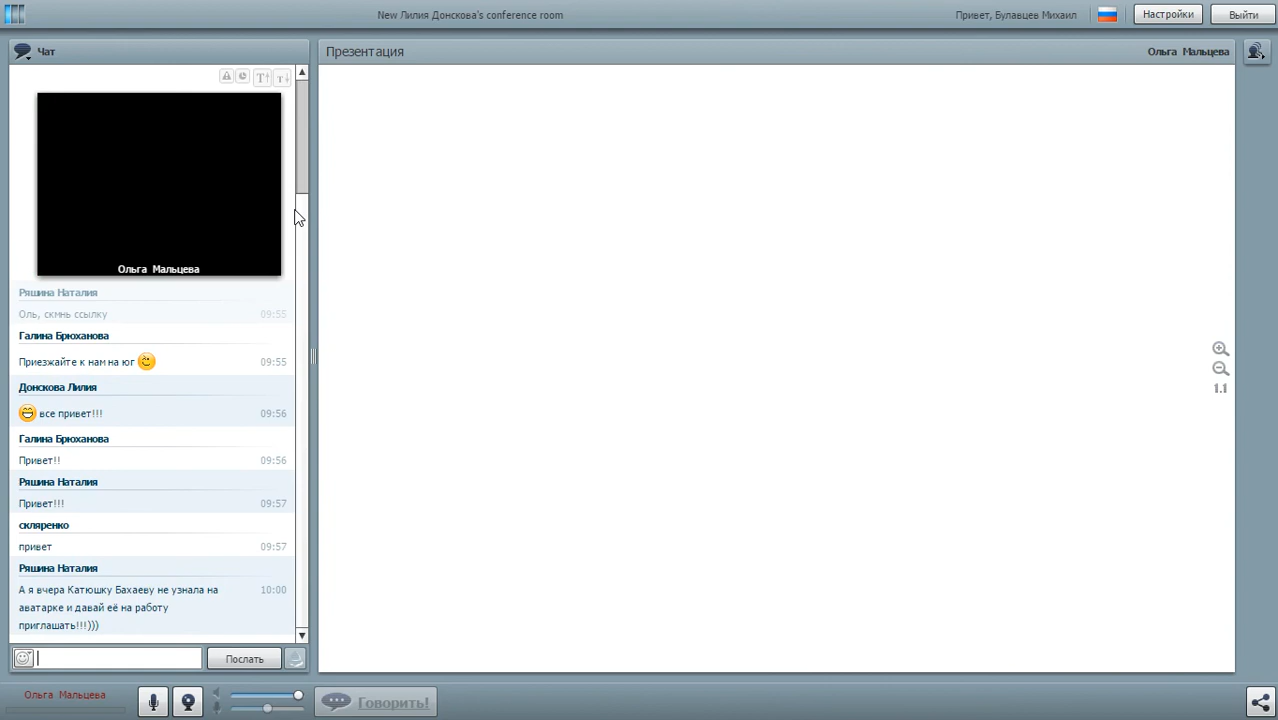 New Лилия Донскова's conference room
Привет, Булавцев Михаил
Настройки
Выйти
Чат
Презентация
Ольга Мальцева
Ольга Мальцева
Ряшина Наталия
Оль, скмнь ссылку 09:55
Галина Брюханова
Приезжайте к нам на юг 09:55
Донскова Лилия
все привет!!! 09:56
Галина Брюханова
Привет!! 09:56
Ряшина Наталия
Привет!!! 09:57
скляренко
привет 09:57
Ряшина Наталия
А я вчера Катюшку Бахаеву не узнала на 10:00
аватарке и давай её на работу
приглашать!!!)))
1.1
Послать
Ольга Мальцева
Говорить!